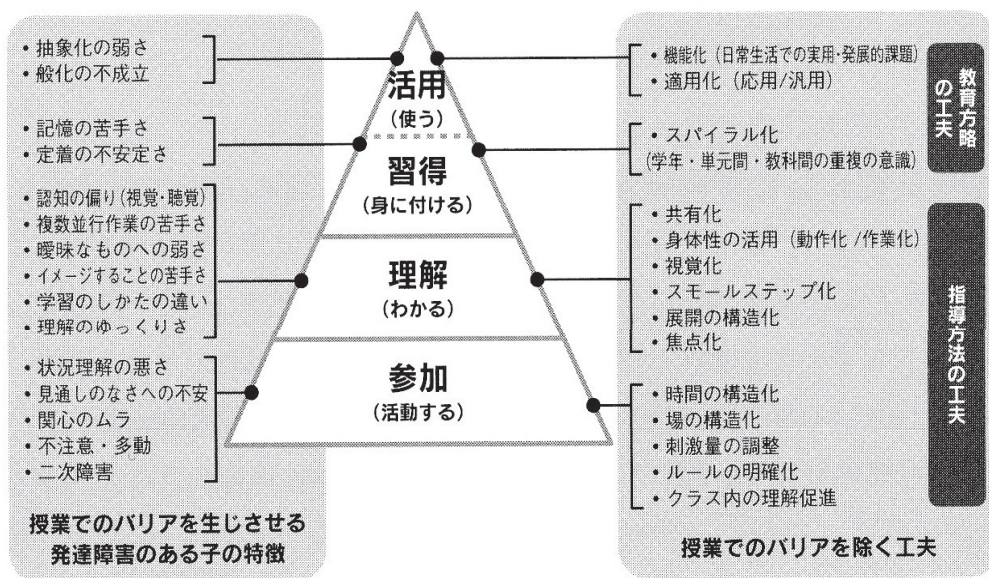 ・抽象化の弱さ
・般化の不成立
・記憶の苦手さ
・定着の不安定さ
・認知の偏り（視覚・聴覚）
・複数並行作業の苦手さ
・曖昧なものへの弱さ
・イメージすることの苦手さ
・学習のしかたの違い
・理解のゆっくりさ
・状況理解の悪さ
・見通しのなさへの不安
・関心のムラ
・不注意・多動
・二次障害
授業でのバリアを生じさせる
発達障害のある子の特徴
活用
（使う）
習得
（身に付ける）
理解
（わかる）
参加
（活動する）
・機能化（日常生活での実用・発展的課題）
・適用化（応用/汎用）
・スパイラル化
（学年・単元間・教科間の重複の意識）
教育方略
の工夫
・共有化
・身体性の活用（動作化/作業化）
・視覚化
・スモールステップ化
・展開の構造化
・焦点化
・時間の構造化
・場の構造化
・刺激量の調整
・ルールの明確化
・クラス内の理解促進
指導方法の工夫
授業でのバリアを除く工夫